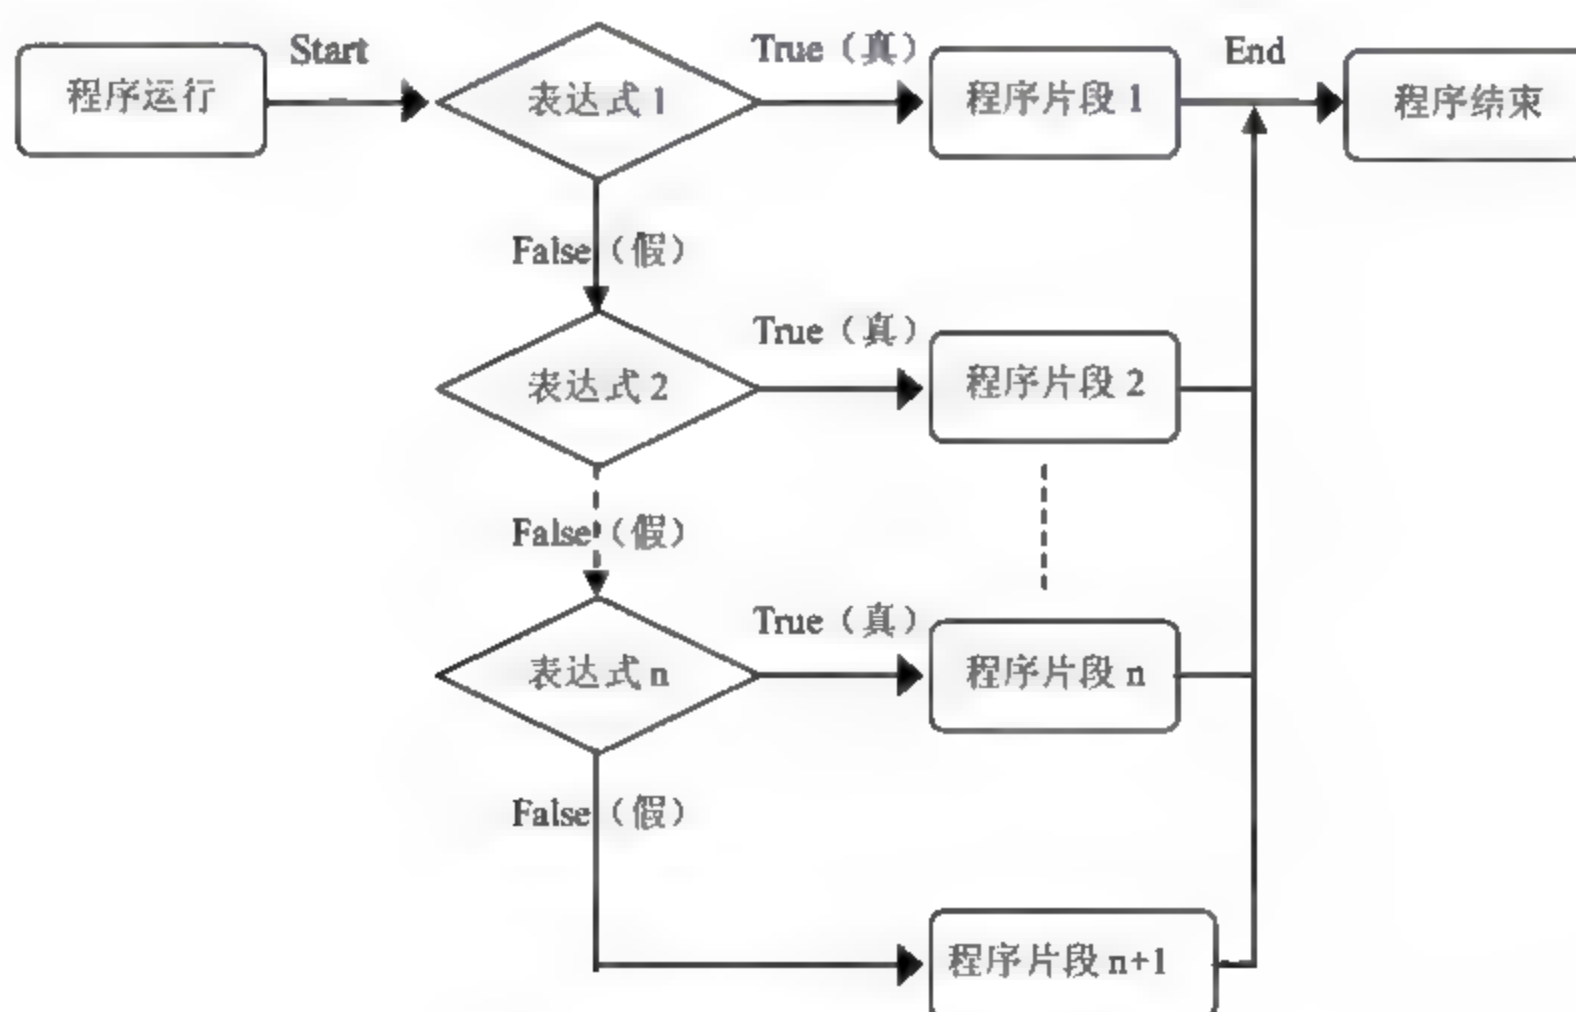 程序运行
Start
表达式 1
True（真）
程序片段 1
End
程序结束
False（假）
表达式 2
True（真）
程序片段 2
False（假）
表达式 n
True（真）
程序片段 n
False（假）
程序片段 n+1